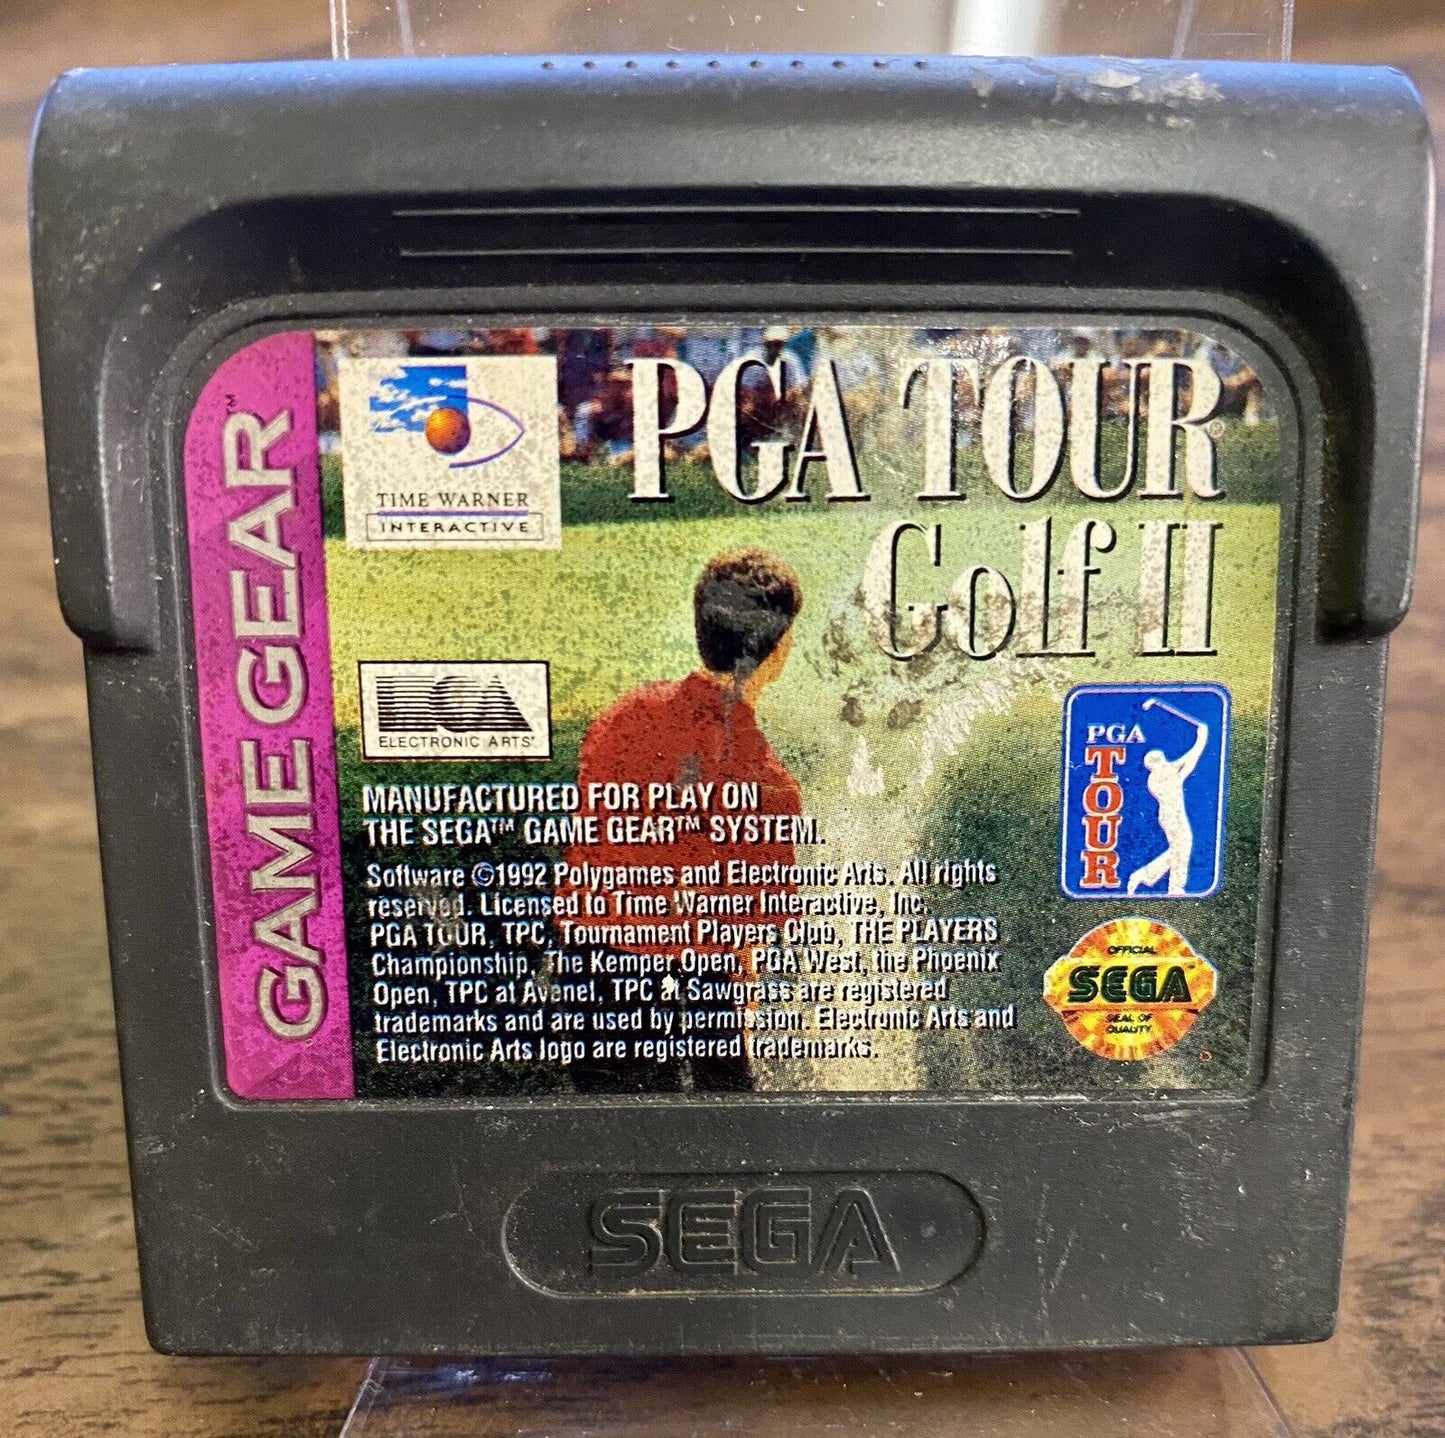 GAME GEAR™
TIME WARNER
INTERACTIVE
PGA TOUR®
Golf II
EA
ELECTRONIC ARTS®
MANUFACTURED FOR PLAY ON
THE SEGA™ GAME GEAR™ SYSTEM.
Software ©1992 Polygames and Electronic Arts. All rights
reserved. Licensed to Time Warner Interactive, Inc.
PGA TOUR, TPC, Tournament Players Club, THE PLAYERS
Championship, The Kemper Open, PGA West, the Phoenix
Open, TPC at Avenel, TPC at Sawgrass are registered
trademarks and are used by permission. Electronic Arts and
Electronic Arts logo are registered trademarks.
PGA
TOUR
OFFICIAL
SEGA
SEAL OF
QUALITY
SEGA